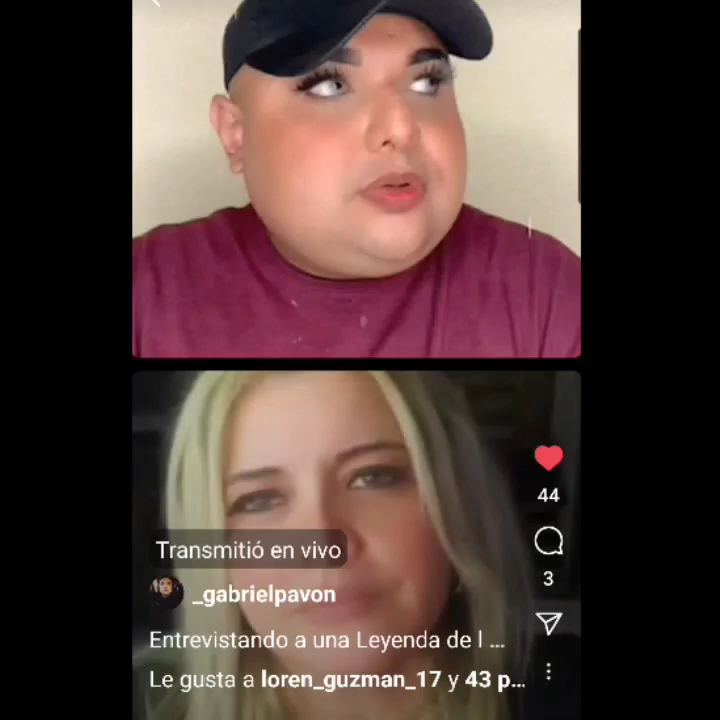 Transmitió en vivo
_gabrielpavon
Entrevistando a una Leyenda de l ...
Le gusta a loren_guzman_17 y 43 p...
44
3